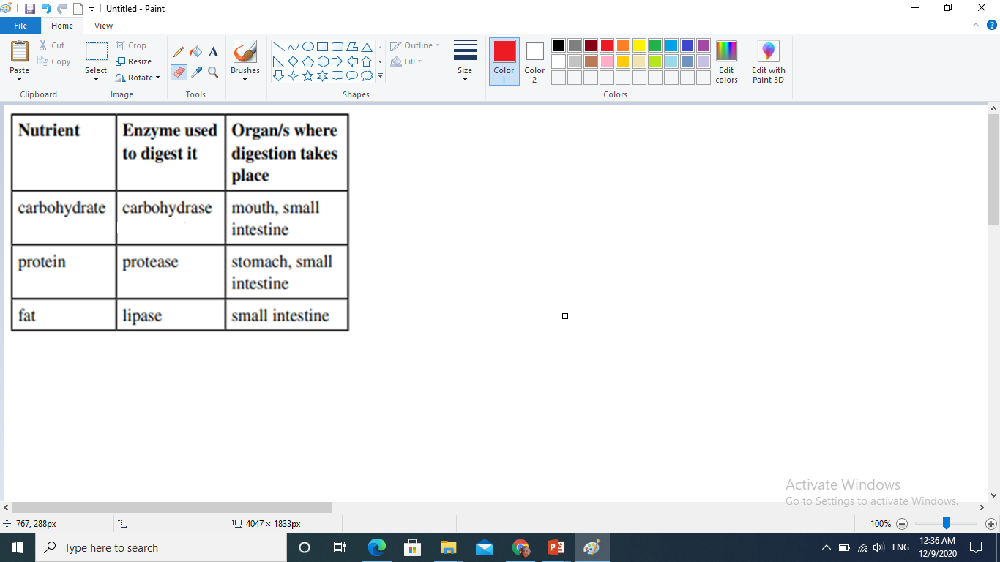 Untitled - Paint
File Home View
Paste
Cut
Copy
Clipboard
Select
Crop
Resize
Rotate
Image
Tools
Brushes
Outline
Fill
Shapes
Size
Color 1
Color 2
Edit colors
Colors
Edit with Paint 3D
Nutrient
Enzyme used
to digest it
Organ/s where
digestion takes
place
carbohydrate
carbohydrase
mouth, small
intestine
protein
protease
stomach, small
intestine
fat
lipase
small intestine
Activate Windows
Go to Settings to activate Windows.
767, 288px
4047 × 1833px
100%
Type here to search
ENG
12:36 AM
12/9/2020